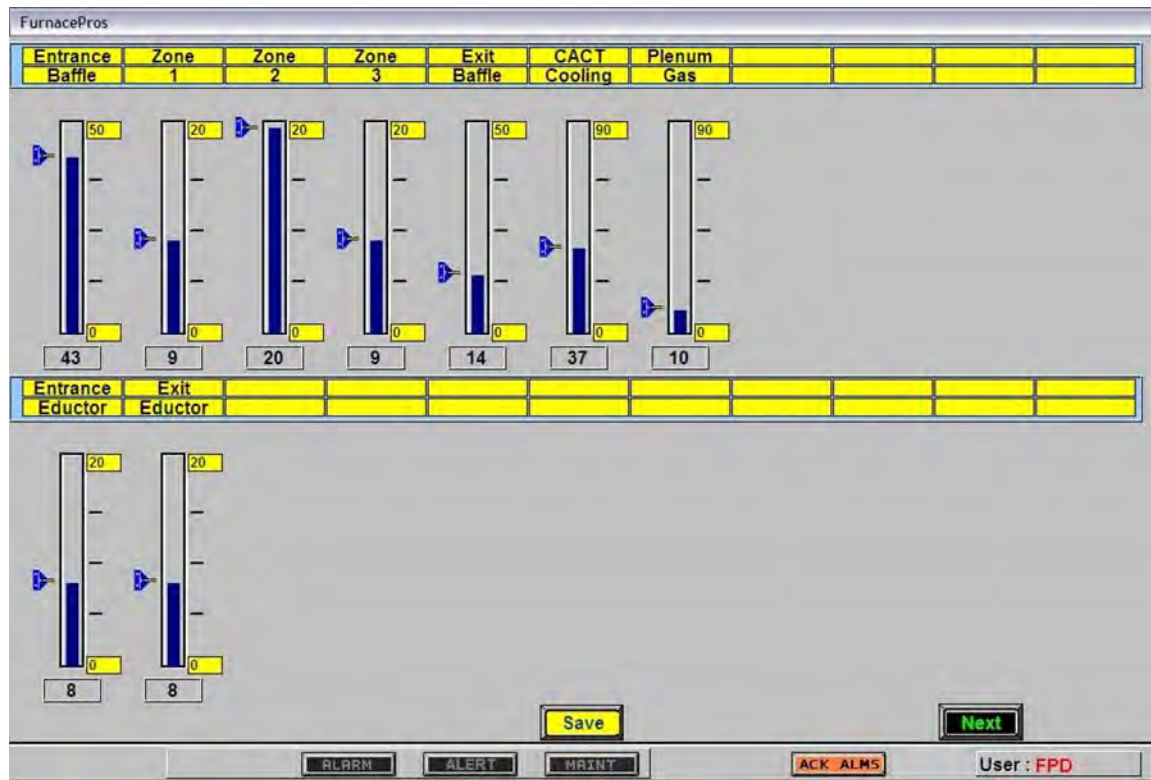 FurnacePros
Entrance Zone Zone Zone Exit CACT Plenum
Baffle 1 2 3 Baffle Cooling Gas
50 20 20 20 50 90 90
0 0 0 0 0 0 0
43 9 20 9 14 37 10
Entrance Exit
Eductor Eductor
20 20
0 0
8 8
Save Next
ALARM ALERT MAINT ACK ALMS User : FPD